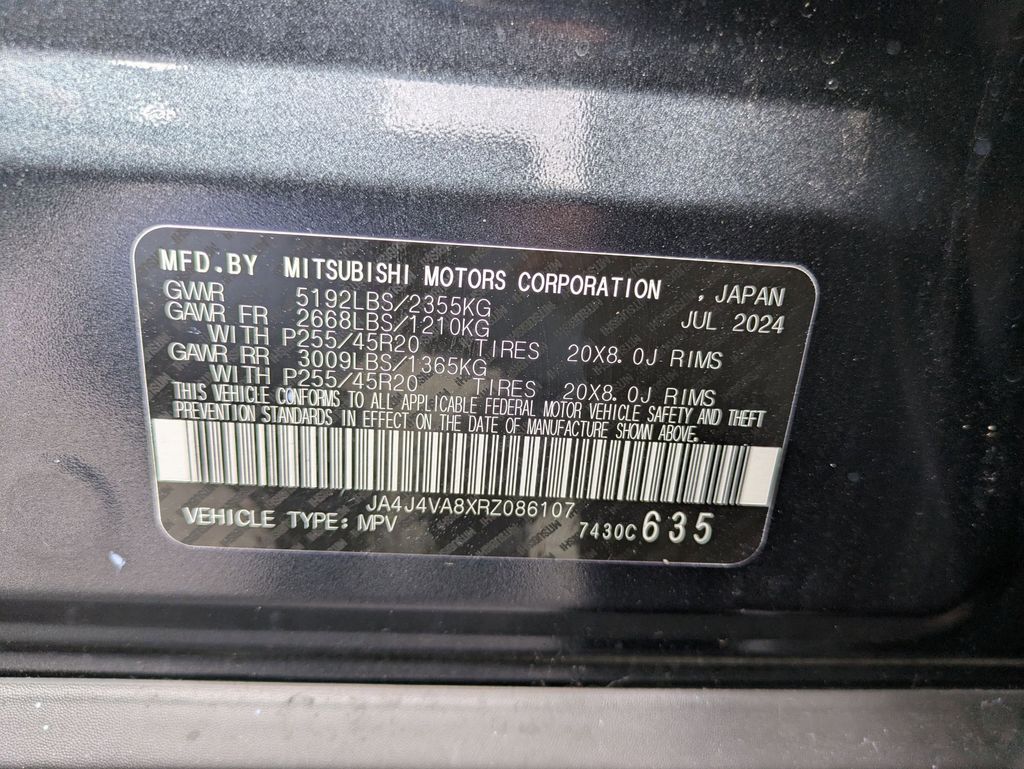 MFD.BY MITSUBISHI MOTORS CORPORATION . JAPAN
GVWR 5192LBS/2355KG JUL 2024
GAWR FR 2668LBS/1210KG
WITH P255/45R20 TIRES 20X8.0J RIMS
GAWR RR 3009LBS/1365KG
WITH P255/45R20 TIRES 20X8.0J RIMS
THIS VEHICLE CONFORMS TO ALL APPLICABLE FEDERAL MOTOR VEHICLE SAFETY AND THEFT
PREVENTION STANDARDS IN EFFECT ON THE DATE OF MANUFACTURE SHOWN ABOVE.
JA4J4VA8XRZ086107
VEHICLE TYPE: MPV 7430C 635